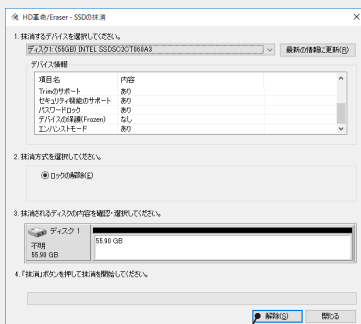 HD革命/Eraser - SSDの抹消
1. 抹消するデバイスを選択してください。
ディスク1: (55GB) INTEL SSDSC2CT060A3
最新の情報に更新(R)
デバイス情報
項目名 内容
Trimのサポート あり
セキュリティ機能のサポート あり
パスワードロック あり
デバイスの保護(Frozen) なし
エンハンストモード あり
2. 抹消方式を選択してください。
ロックの解除(E)
3. 抹消されるディスクの内容を確認・選択してください。
ディスク 1
不明
55.90 GB
55.90 GB
4.「抹消」ボタンを押して抹消を開始してください。
解除(S) 閉じる